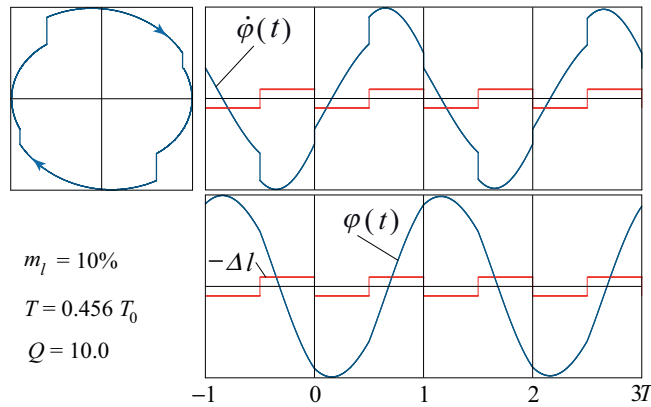 φ̇(t)
φ(t)
−Δl
m_l = 10%
T = 0.456 T_0
Q = 10.0
−1 0 1 2 3T